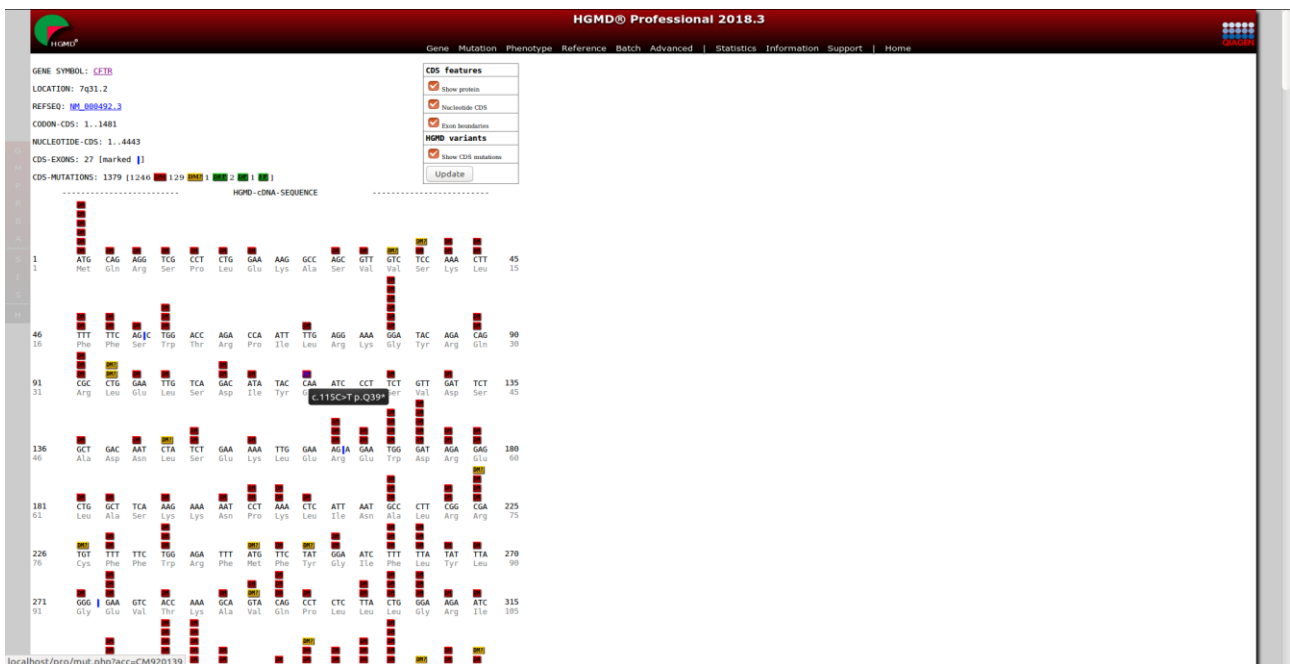 HGMD® Professional 2018.3
HGMD®
QIAGEN
Gene Mutation Phenotype Reference Batch Advanced | Statistics Information Support | Home
GENE SYMBOL: CFTR
LOCATION: 7q31.2
REFSEQ: NM_000492.3
CODON-CDS: 1..1481
NUCLEOTIDE-CDS: 1..4443
CDS-EXONS: 27 [marked |]
CDS-MUTATIONS: 1379 [1246 DM 129 DM? 1 DFP 2 DP 1 FP ]
CDS features
Show protein
Nucleotide CDS
Exon boundaries
HGMD variants
Show CDS mutations
Update
------------------------- HGMD-cDNA-SEQUENCE -------------------------
1 ATG CAG AGG TCG CCT CTG GAA AAG GCC AGC GTT GTC TCC AAA CTT 45
1 Met Gln Arg Ser Pro Leu Glu Lys Ala Ser Val Val Ser Lys Leu 15
46 TTT TTC AG|C TGG ACC AGA CCA ATT TTG AGG AAA GGA TAC AGA CAG 90
16 Phe Phe Ser Trp Thr Arg Pro Ile Leu Arg Lys Gly Tyr Arg Gln 30
91 CGC CTG GAA TTG TCA GAC ATA TAC CAA ATC CCT TCT GTT GAT TCT 135
31 Arg Leu Glu Leu Ser Asp Ile Tyr Ser Val Asp Ser 45
c.115C>T p.Q39*
136 GCT GAC AAT CTA TCT GAA AAA TTG GAA AG|A GAA TGG GAT AGA GAG 180
46 Ala Asp Asn Leu Ser Glu Lys Leu Glu Arg Glu Trp Asp Arg Glu 60
181 CTG GCT TCA AAG AAA AAT CCT AAA CTC ATT AAT GCC CTT CGG CGA 225
61 Leu Ala Ser Lys Lys Asn Pro Lys Leu Ile Asn Ala Leu Arg Arg 75
226 TGT TTT TTC TGG AGA TTT ATG TTC TAT GGA ATC TTT TTA TAT TTA 270
76 Cys Phe Phe Trp Arg Phe Met Phe Tyr Gly Ile Phe Leu Tyr Leu 90
271 GGG | GAA GTC ACC AAA GCA GTA CAG CCT CTC TTA CTG GGA AGA ATC 315
91 Gly Glu Val Thr Lys Ala Val Gln Pro Leu Leu Leu Gly Arg Ile 105
localhost/pro/mut.php?acc=CM920139